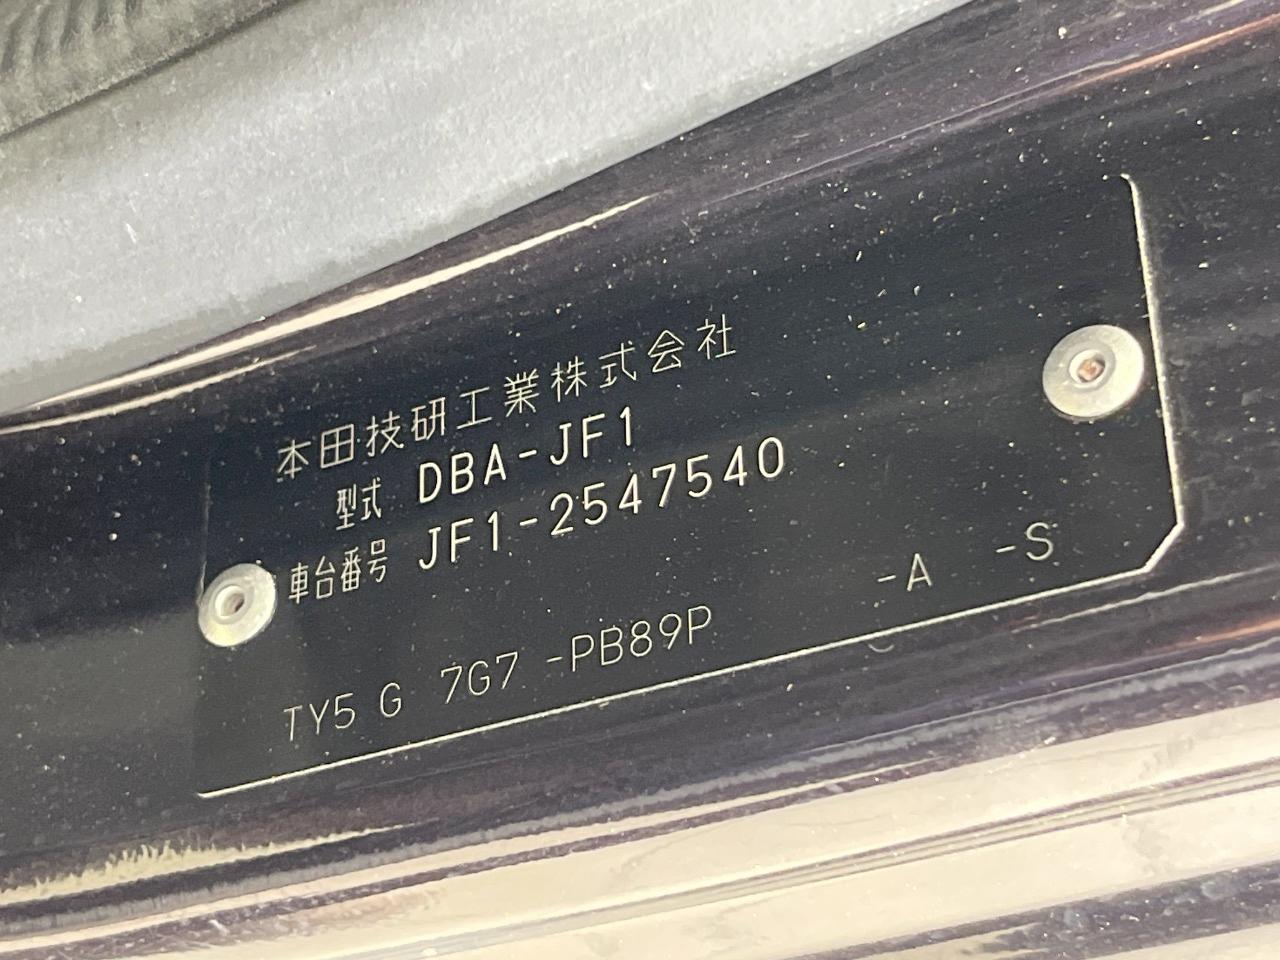 本田技研工業株式会社
型式 DBA-JF1
車台番号 JF1-2547540
TY5 G 7G7 -PB89P -A -S